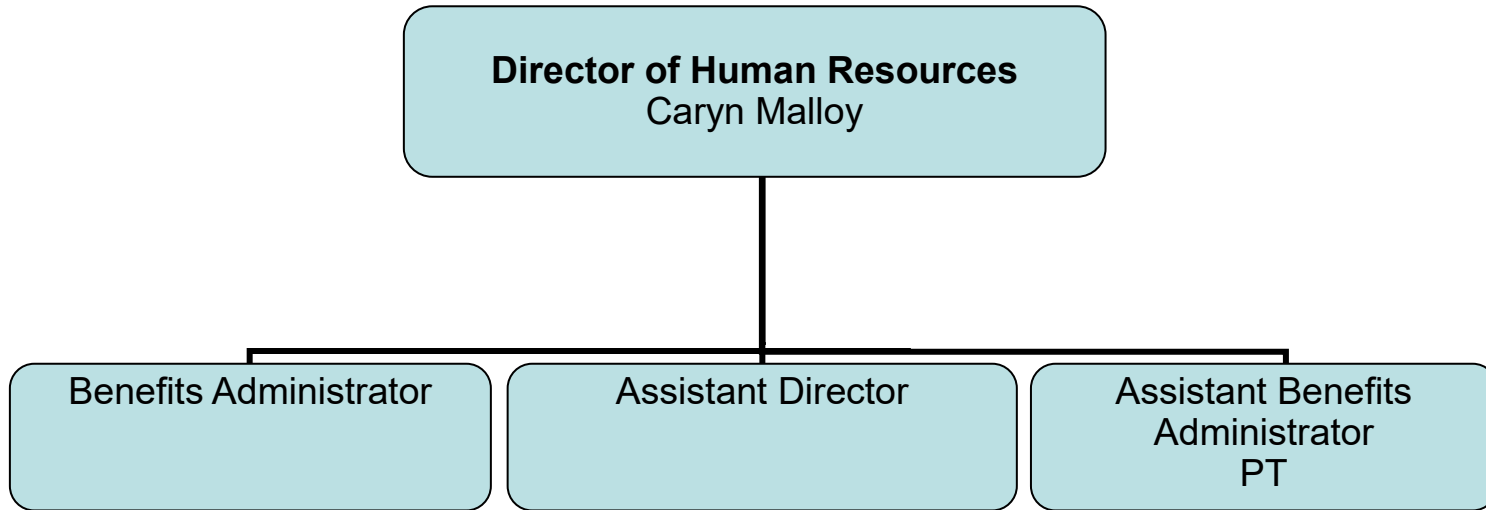 Director of Human Resources
Caryn Malloy
Benefits Administrator
Assistant Director
Assistant Benefits
Administrator
PT